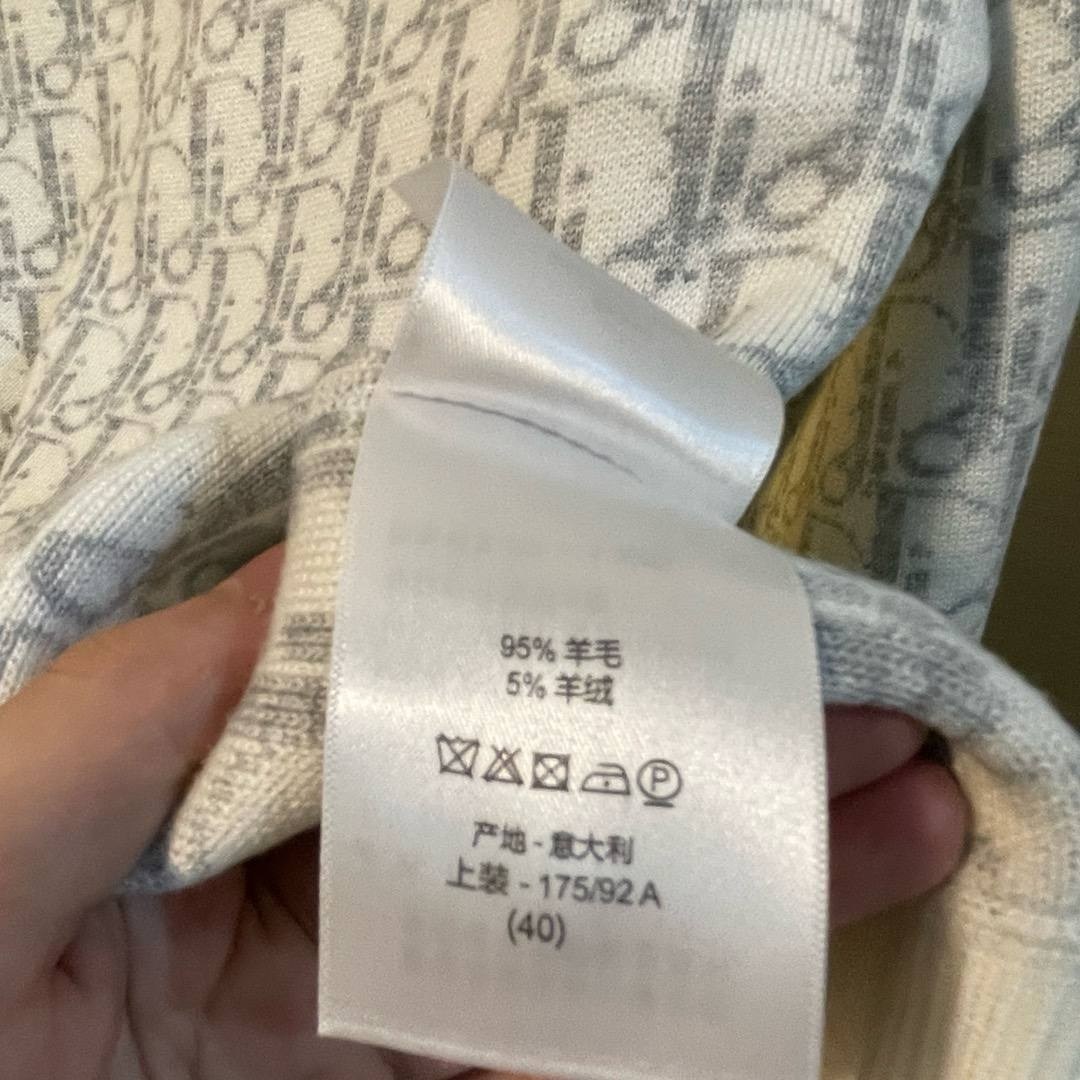 95% 羊毛
5% 羊绒
P
产地 - 意大利
上装 - 175/92 A
(40)